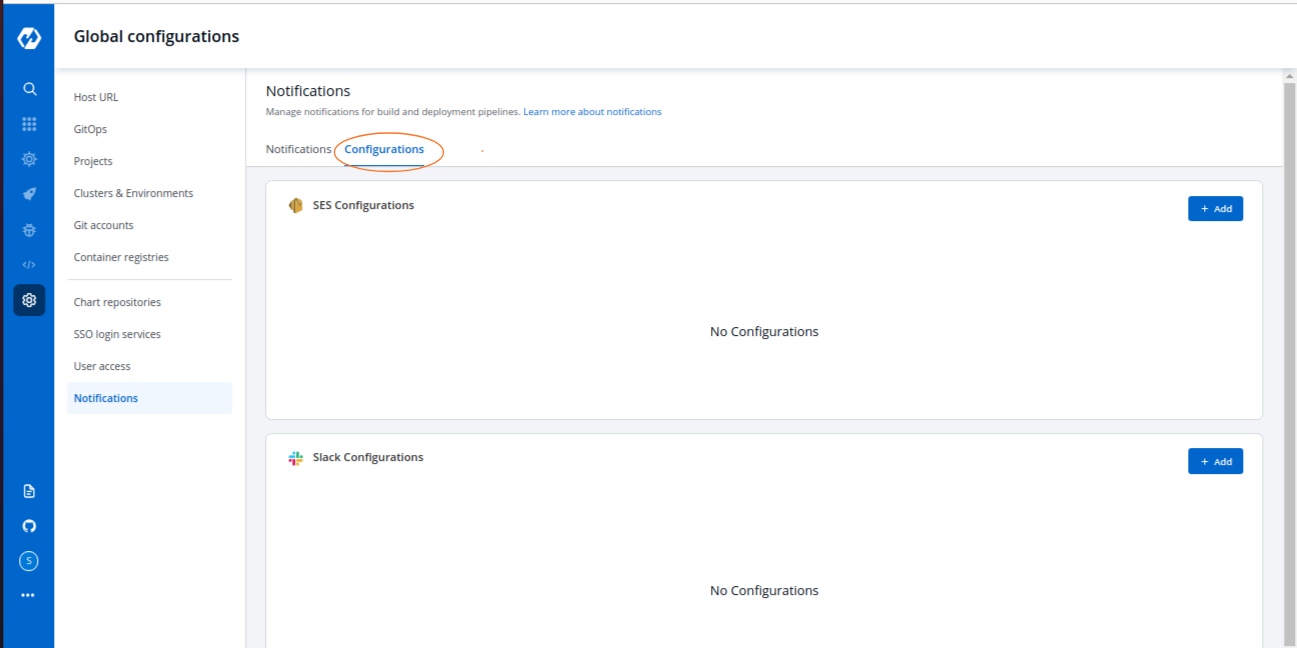 Global configurations
Host URL
GitOps
Projects
Clusters & Environments
Git accounts
Container registries
Chart repositories
SSO login services
User access
Notifications
Notifications
Manage notifications for build and deployment pipelines. Learn more about notifications
Notifications Configurations
SES Configurations
+ Add
No Configurations
Slack Configurations
+ Add
No Configurations
S